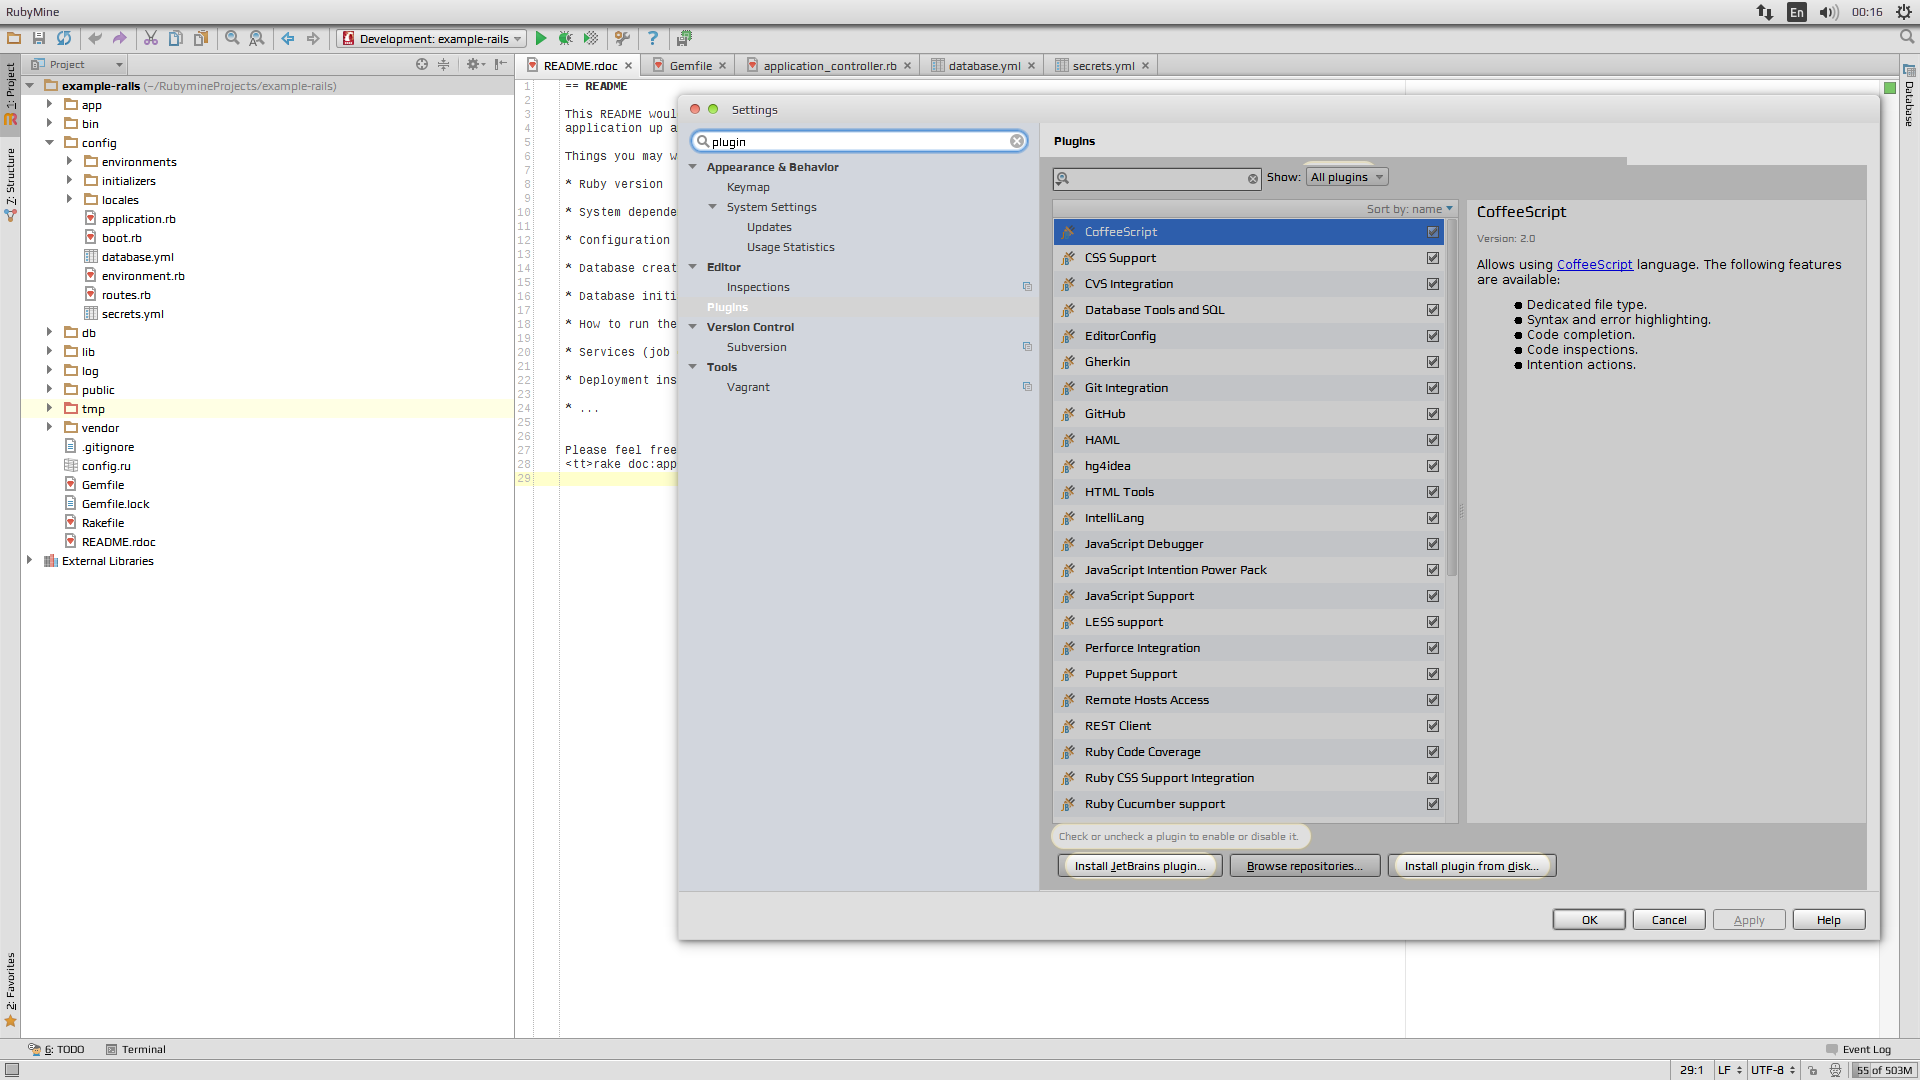 RubyMine
En
00:16
Development: example-rails
1: Project
Project
README.rdoc
Gemfile
application_controller.rb
database.yml
secrets.yml
Database
example-rails (~/RubymineProjects/example-rails)
app
bin
config
environments
initializers
locales
application.rb
boot.rb
database.yml
environment.rb
routes.rb
secrets.yml
db
lib
log
public
tmp
vendor
.gitignore
config.ru
Gemfile
Gemfile.lock
Rakefile
README.rdoc
External Libraries
7: Structure
2: Favorites
1 == README
2
3 This README woul
4 application up a
5
6 Things you may w
7
8 * Ruby version
9
10 * System depende
11
12 * Configuration
13
14 * Database creat
15
16 * Database initi
17
18 * How to run the
19
20 * Services (job
21
22 * Deployment ins
23
24 * ...
25
26
27 Please feel free
28 <tt>rake doc:app
29
Settings
plugin
Appearance & Behavior
Keymap
System Settings
Updates
Usage Statistics
Editor
Inspections
Plugins
Version Control
Subversion
Tools
Vagrant
Plugins
Show: All plugins
Sort by: name
CoffeeScript
CSS Support
CVS Integration
Database Tools and SQL
EditorConfig
Gherkin
Git Integration
GitHub
HAML
hg4idea
HTML Tools
IntelliLang
JavaScript Debugger
JavaScript Intention Power Pack
JavaScript Support
LESS support
Perforce Integration
Puppet Support
Remote Hosts Access
REST Client
Ruby Code Coverage
Ruby CSS Support Integration
Ruby Cucumber support
CoffeeScript
Version: 2.0
Allows using CoffeeScript language. The following features
are available:
● Dedicated file type.
● Syntax and error highlighting.
● Code completion.
● Code inspections.
● Intention actions.
Check or uncheck a plugin to enable or disable it.
Install JetBrains plugin...
Browse repositories...
Install plugin from disk...
OK
Cancel
Apply
Help
6: TODO
Terminal
Event Log
29:1
LF
UTF-8
55 of 503M